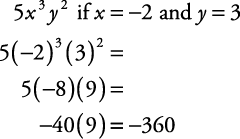 5x³y² if x = −2 and y = 3
5(−2)³(3)² =
5(−8)(9) =
−40(9) = −360